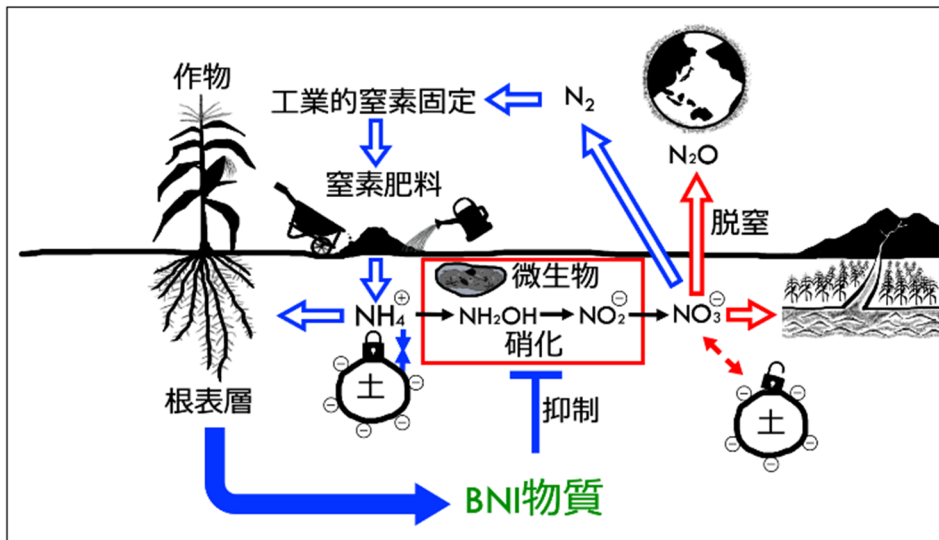 作物
工業的窒素固定
N₂
N₂O
窒素肥料
脱窒
微生物
NH₄⁺
NH₂OH
NO₂⁻
NO₃⁻
硝化
土
土
根表層
抑制
BNI物質